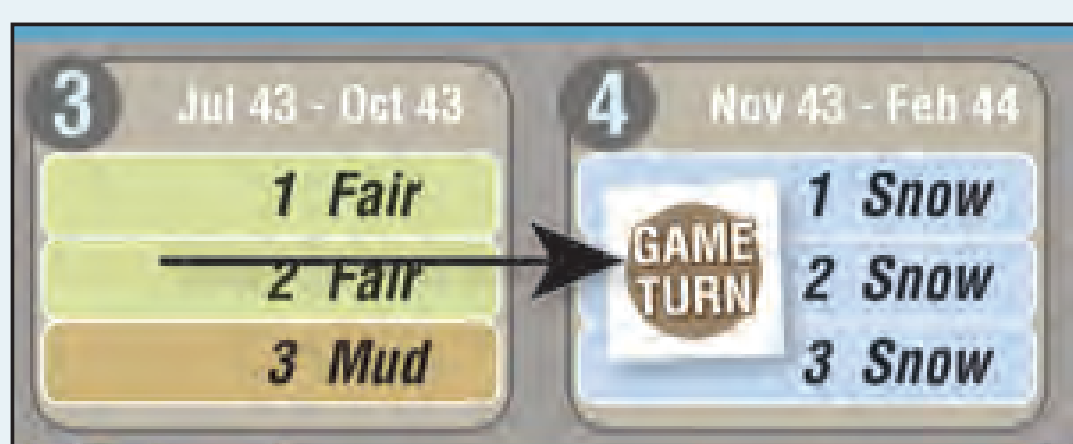 3 Jul 43 - Oct 43
1 Fair
2 Fair
3 Mud
4 Nov 43 - Feb 44
GAME
TURN
1 Snow
2 Snow
3 Snow